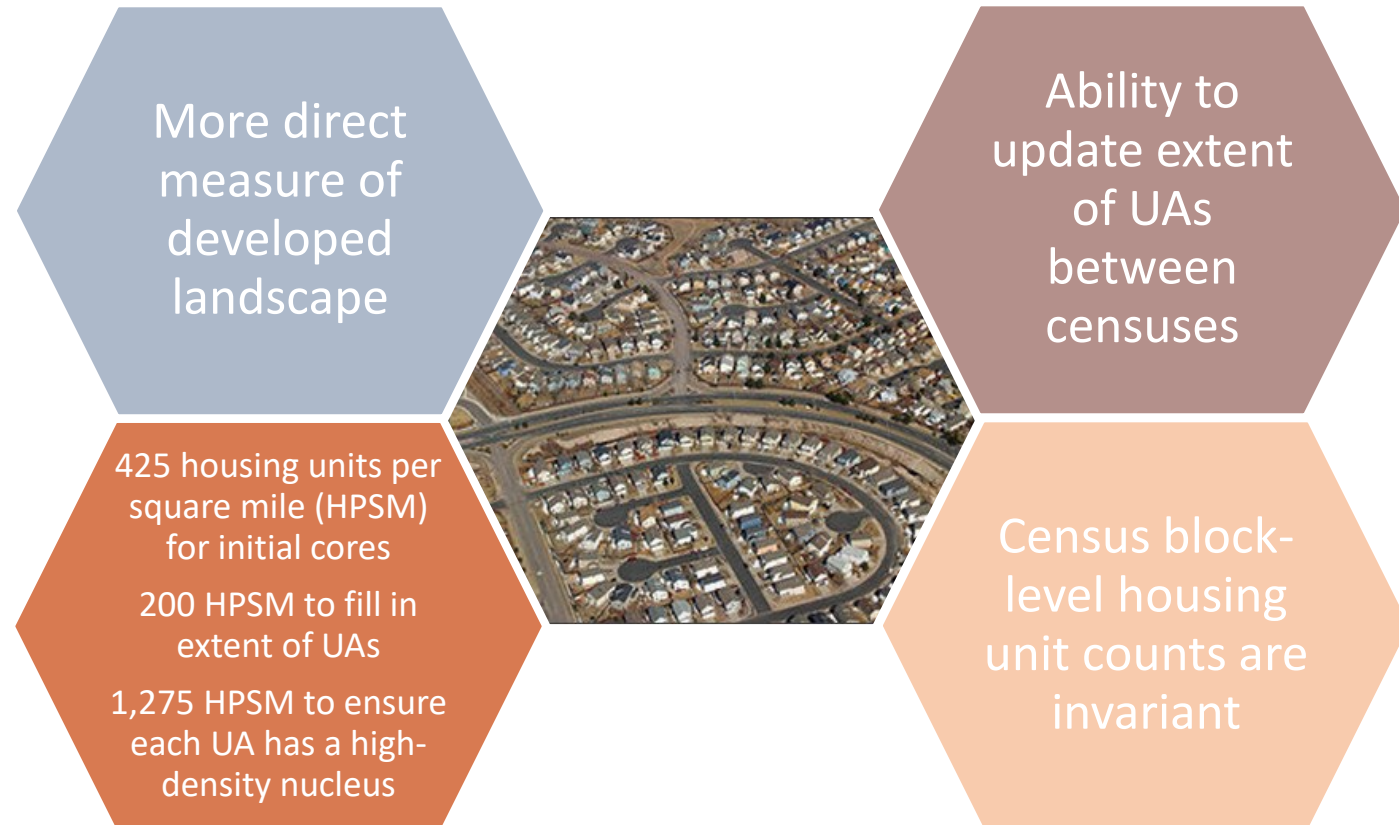 More direct
measure of
developed
landscape
Ability to
update extent
of UAs
between
censuses
425 housing units per
square mile (HPSM)
for initial cores
200 HPSM to fill in
extent of UAs
1,275 HPSM to ensure
each UA has a high-
density nucleus
Census block-
level housing
unit counts are
invariant